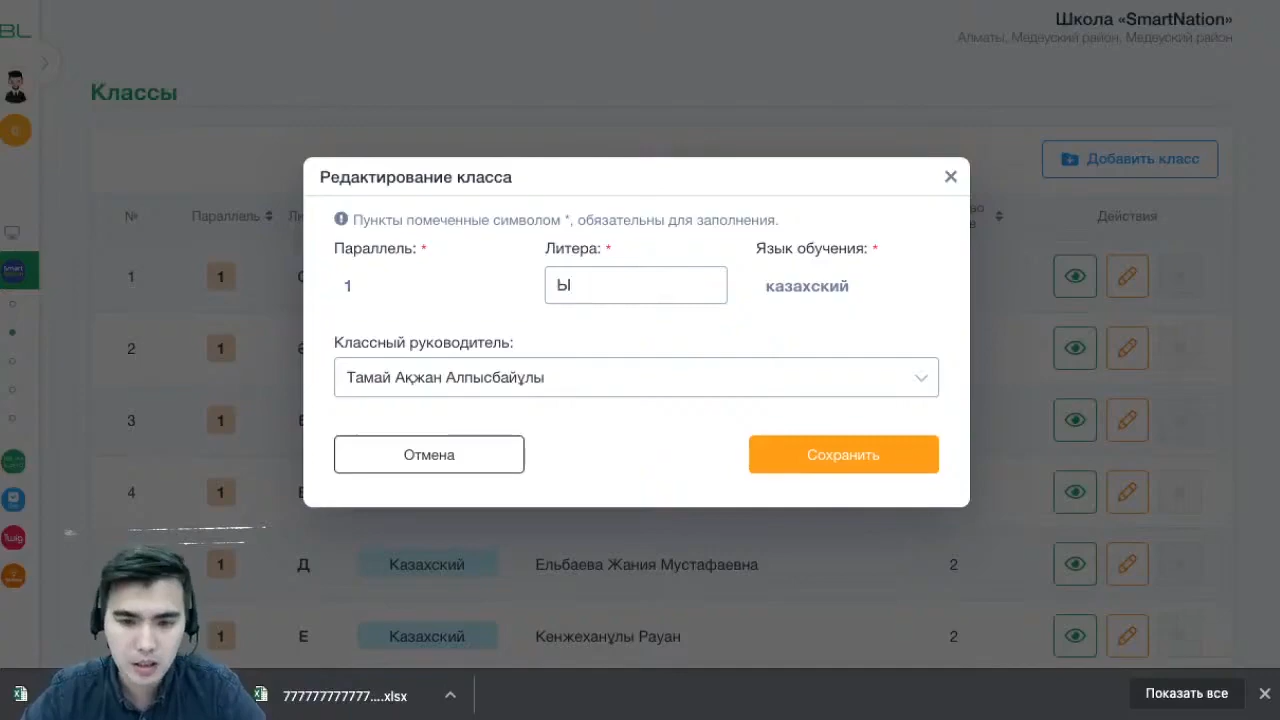 BL
Школа «SmartNation»
Алматы, Медеуский район, Медеуский район
Классы
Добавить класс
Редактирование класса
Пункты помеченные символом *, обязательны для заполнения.
Параллель: * Литера: * Язык обучения: *
1 Ы казахский
Классный руководитель:
Тамай Ақжан Алпысбайұлы
Отмена Сохранить
№ Параллель Действия
1 1
2 1
3 1
4 1
1 Д Казахский Ельбаева Жания Мустафаевна 2
1 Е Казахский Кенжеханұлы Рауан 2
777777777777....xlsx Показать все